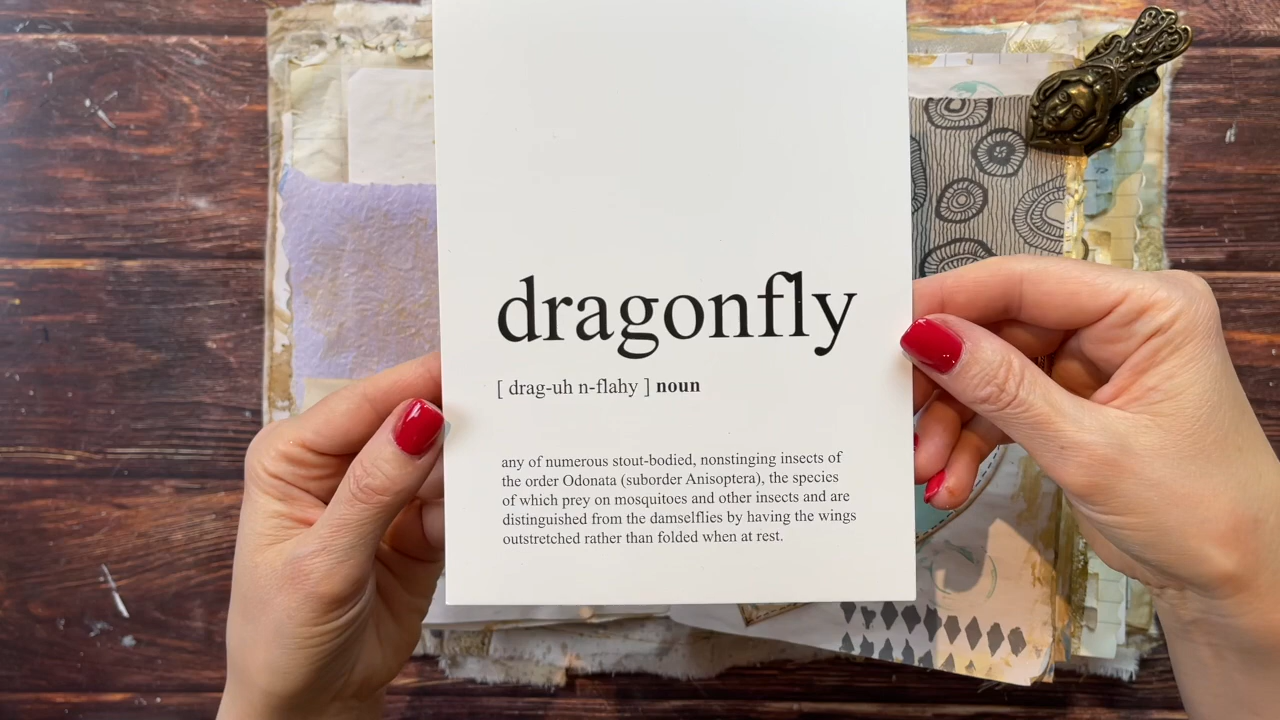 dragonfly
[ drag-uh n-flahy ] noun
any of numerous stout-bodied, nonstinging insects of
the order Odonata (suborder Anisoptera), the species
of which prey on mosquitoes and other insects and are
distinguished from the damselflies by having the wings
outstretched rather than folded when at rest.